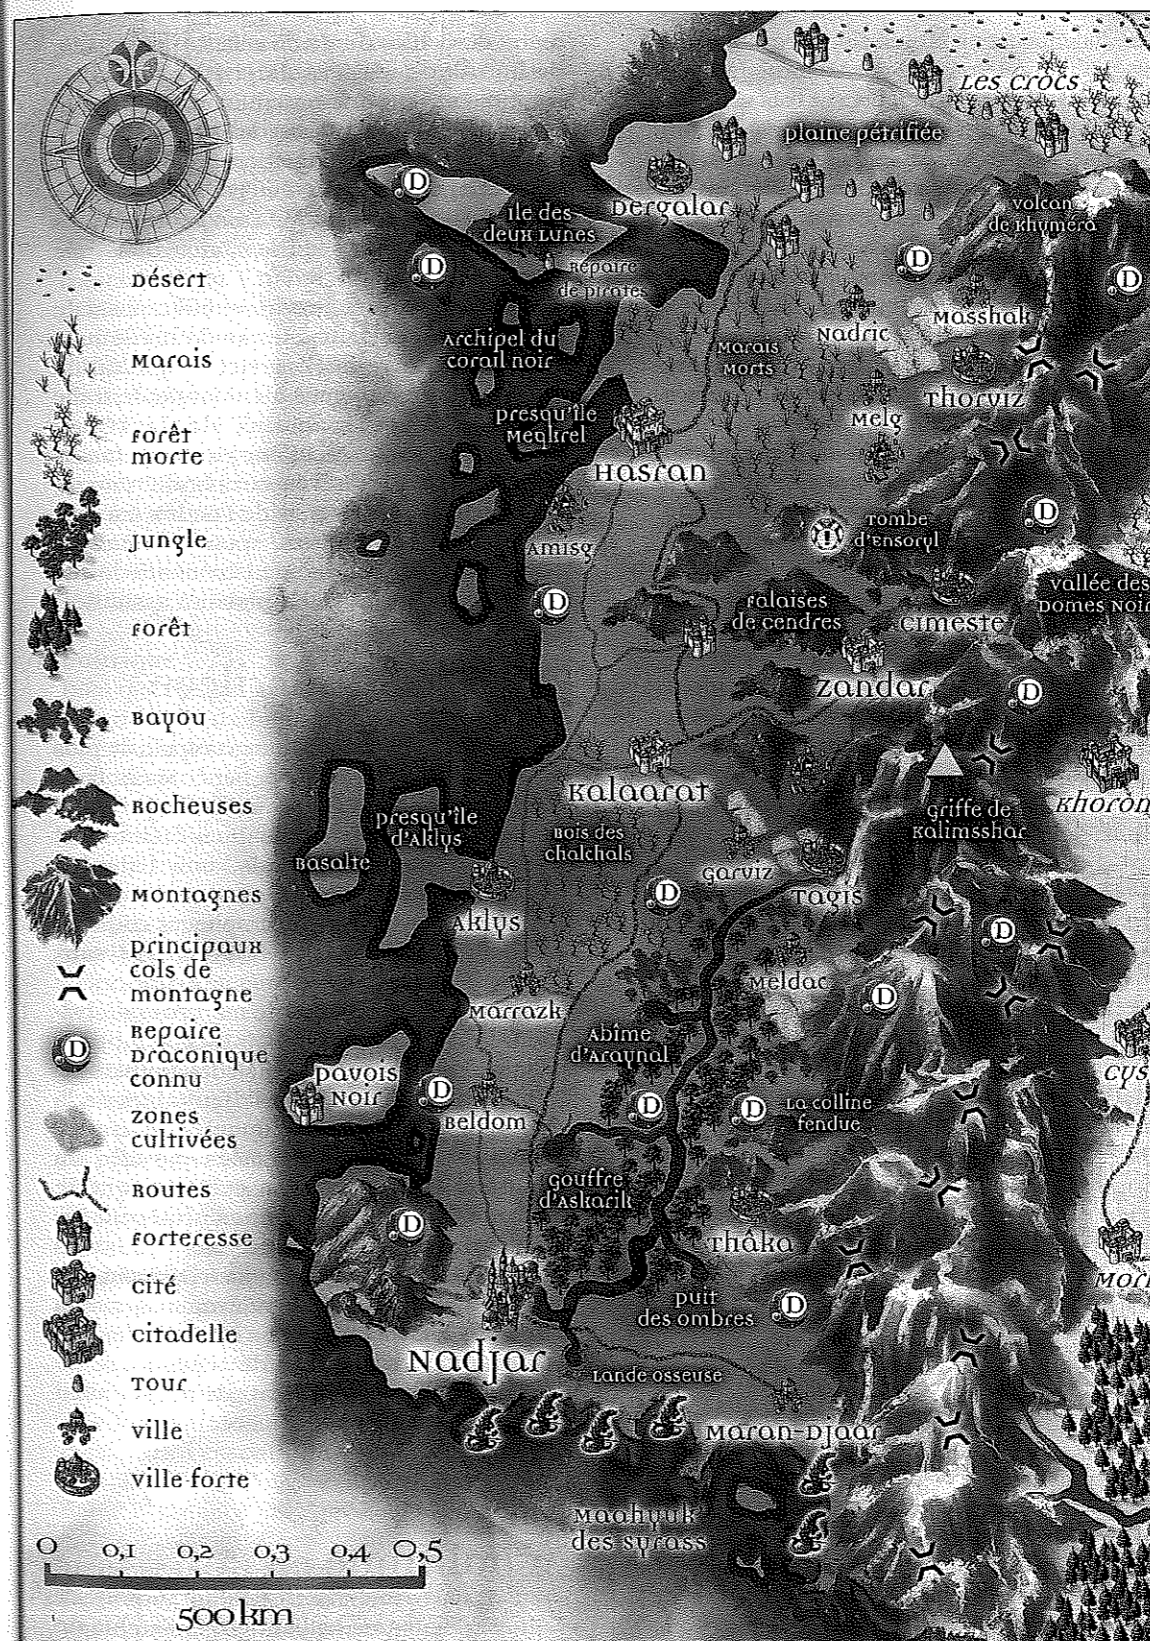 Les Crocs
plaine pétrifiée
volcan
de Khyméra
Dergalar
D
île des
deux Lunes
D
D
D
Repaire
de pirates
Désert
Masshak
Nadric
Archipel du
corail noir
Marais
Morts
Marais
Thorviz
presqu'île
Meqkrel
Melg
Forêt
morte
Hasran
D
Tombe
d'Ensoryl
Jungle
Amisg
Vallée des
Domes Noir
D
Falaises
de cendres
Cimeste
Forêt
Zandar
D
Bayou
Kalaarat
Khoron
Griffe de
Kalimsshar
Rocheuses
presqu'île
d'Aklys
Bois des
chalchals
Basalte
Garviz
Tagis
D
Montagnes
Aklys
D
principaux
cols de
montagne
Meldac
D
Marrazk
Abîme
d'Araynal
Repaire
Draconique
connu
D
pavois
noir
D
Beldom
D
D
La colline
fendue
Cys
zones
cultivées
Gouffre
d'Askarik
Routes
D
Thâka
Forteresse
Mori
Cité
puit
des ombres
D
Citadelle
Nadjar
Lande osseuse
Tour
Ville
Maran-Djaar
Ville forte
Maahyuk
des syrass
0 0,1 0,2 0,3 0,4 0,5
500 km